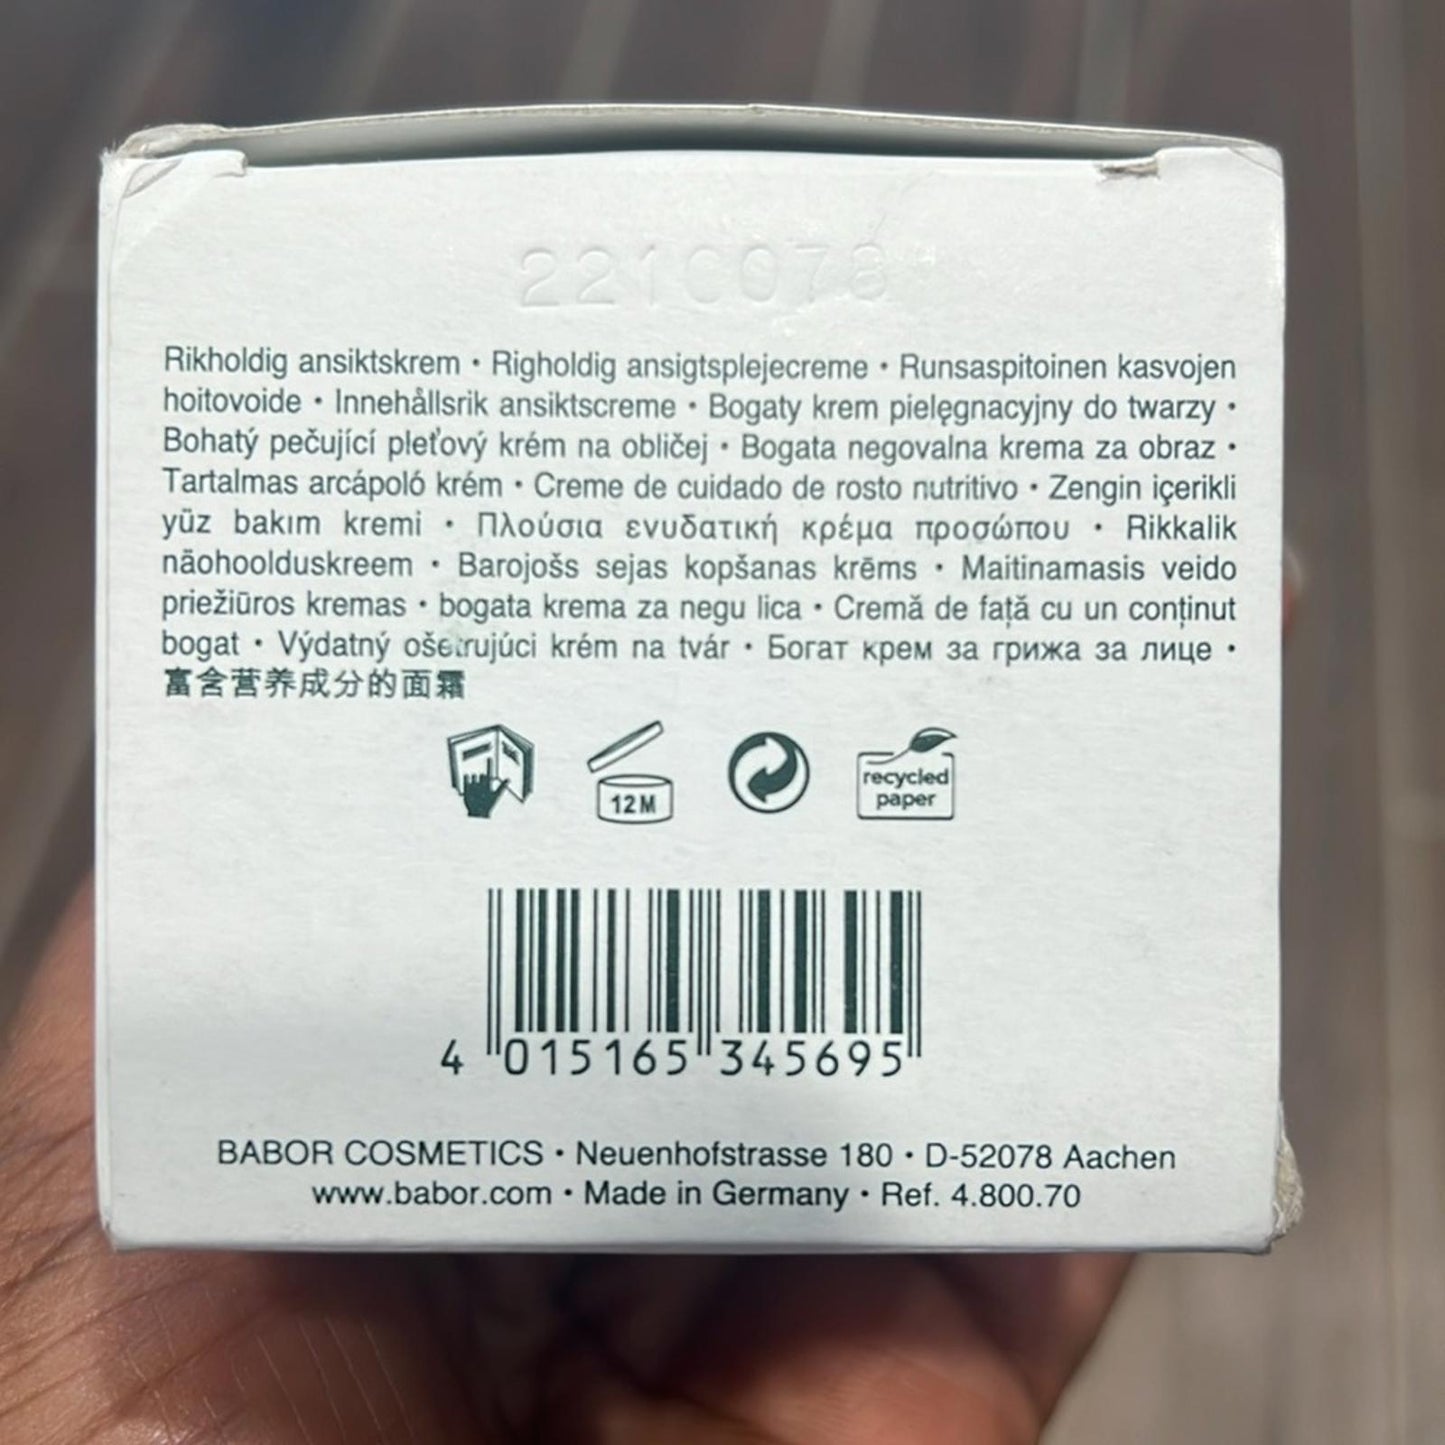 221C078
Rikholdig ansiktskrem • Righoldig ansigtsplejecreme • Runsaspitoinen kasvojen
hoitovoide • Innehållsrik ansiktscreme • Bogaty krem pielęgnacyjny do twarzy •
Bohatý pečující pleťový krém na obličej • Bogata negovalna krema za obraz •
Tartalmas arcápoló krém • Creme de cuidado de rosto nutritivo • Zengin içerikli
yüz bakım kremi • Πλούσια ενυδατική κρέμα προσώπου • Rikkalik
näohoolduskreem • Barojošs sejas kopšanas krēms • Maitinamasis veido
priežiūros kremas • bogata krema za negu lica • Cremă de față cu un conținut
bogat • Výdatný ošetrujúci krém na tvár • Богат крем за грижа за лице •
富含营养成分的面霜
12M
recycled
paper
4 015165 345695
BABOR COSMETICS • Neuenhofstrasse 180 • D-52078 Aachen
www.babor.com • Made in Germany • Ref. 4.800.70